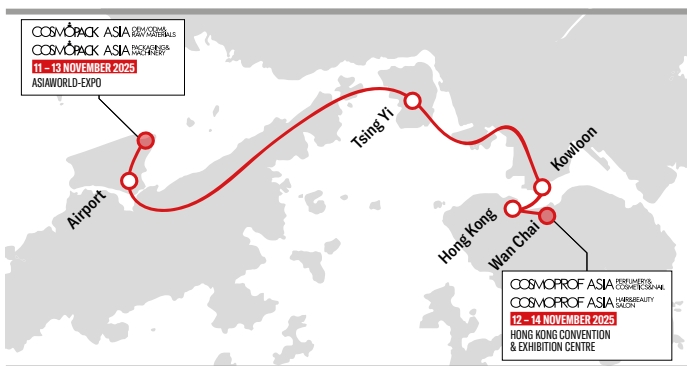 COSMOPACK ASIA OEM/ODM& RAW MATERIALS
COSMOPACK ASIA PACKAGING& MACHINERY
11 – 13 NOVEMBER 2025
ASIAWORLD-EXPO
Tsing Yi
Kowloon
Airport
Hong Kong
Wan Chai
COSMOPROF ASIA PERFUMERY& COSMETICS&NAIL
COSMOPROF ASIA HAIR&BEAUTY SALON
12 – 14 NOVEMBER 2025
HONG KONG CONVENTION
& EXHIBITION CENTRE